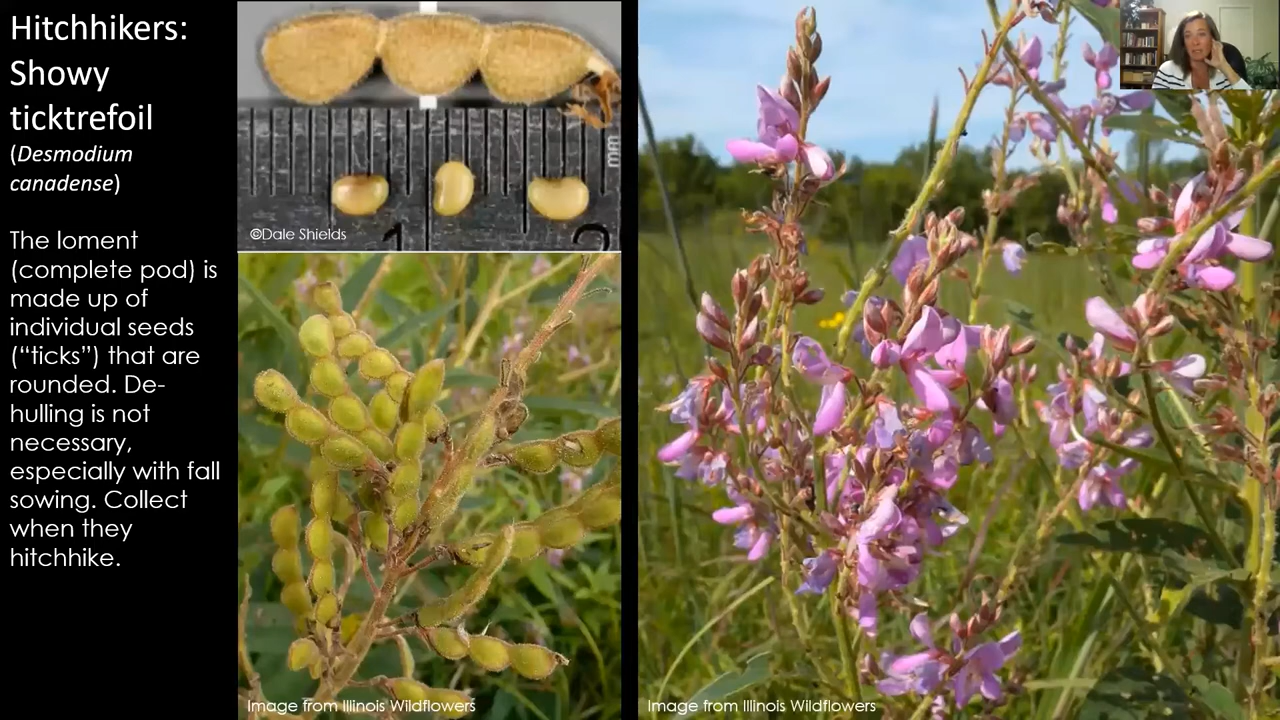 Hitchhikers:
Showy
ticktrefoil
(Desmodium
canadense)
The loment
(complete pod) is
made up of
individual seeds
(“ticks”) that are
rounded. De-
hulling is not
necessary,
especially with fall
sowing. Collect
when they
hitchhike.
mm
1
2
©Dale Shields
Image from Illinois Wildflowers
Image from Illinois Wildflowers